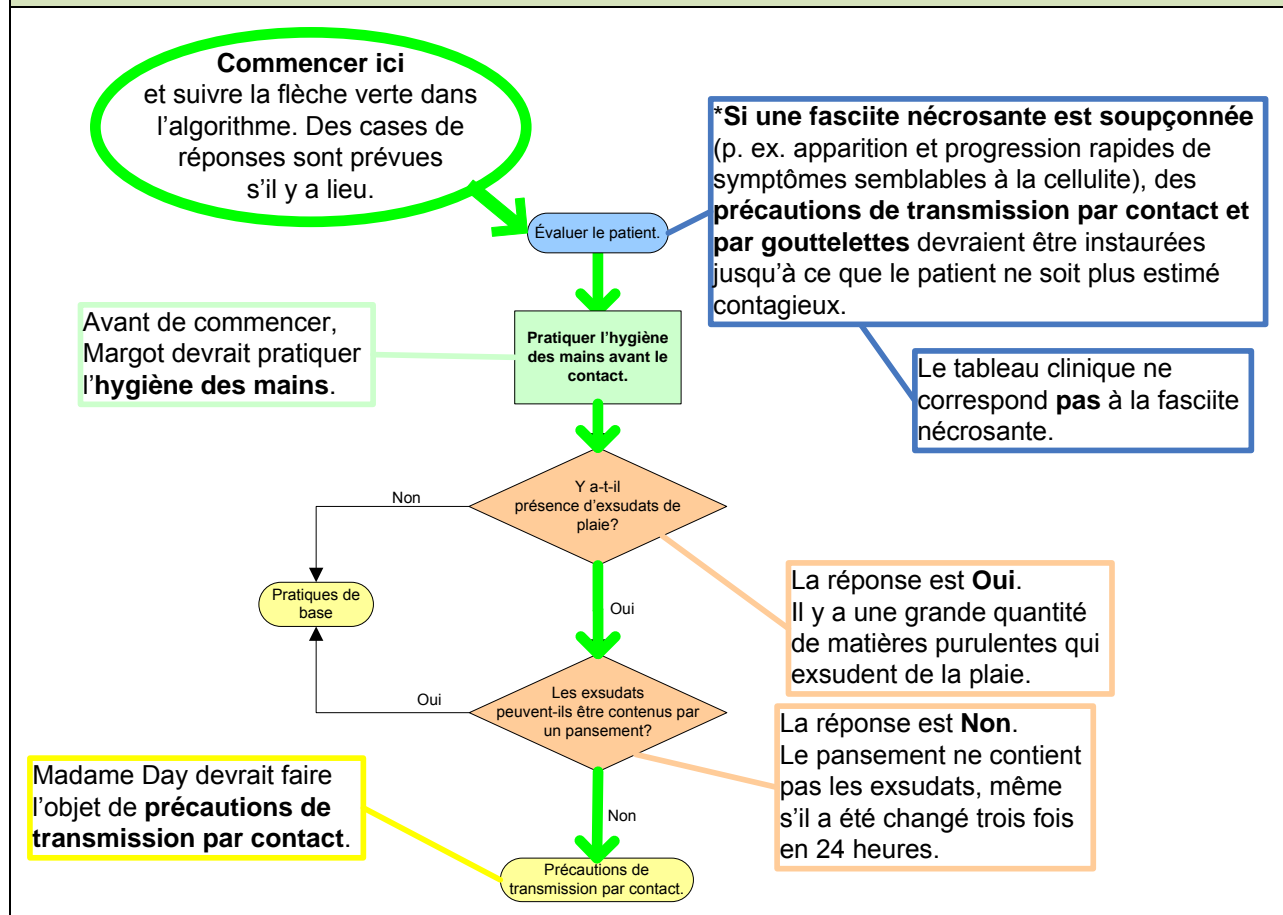 Commencer ici
et suivre la flèche verte dans
l’algorithme. Des cases de
réponses sont prévues
s’il y a lieu.
*Si une fasciite nécrosante est soupçonnée
(p. ex. apparition et progression rapides de
symptômes semblables à la cellulite), des
précautions de transmission par contact et
par gouttelettes devraient être instaurées
jusqu’à ce que le patient ne soit plus estimé
contagieux.
Évaluer le patient.
Avant de commencer,
Margot devrait pratiquer
l’hygiène des mains.
Pratiquer l’hygiène
des mains avant le
contact.
Le tableau clinique ne
correspond pas à la fasciite
nécrosante.
Y a-t-il
présence d’exsudats de
plaie?
Non
Pratiques de
base
Oui
La réponse est Oui.
Il y a une grande quantité
de matières purulentes qui
exsudent de la plaie.
Les exsudats
peuvent-ils être contenus par
un pansement?
Oui
La réponse est Non.
Le pansement ne contient
pas les exsudats, même
s’il a été changé trois fois
en 24 heures.
Madame Day devrait faire
l’objet de précautions de
transmission par contact.
Non
Précautions de
transmission par contact.